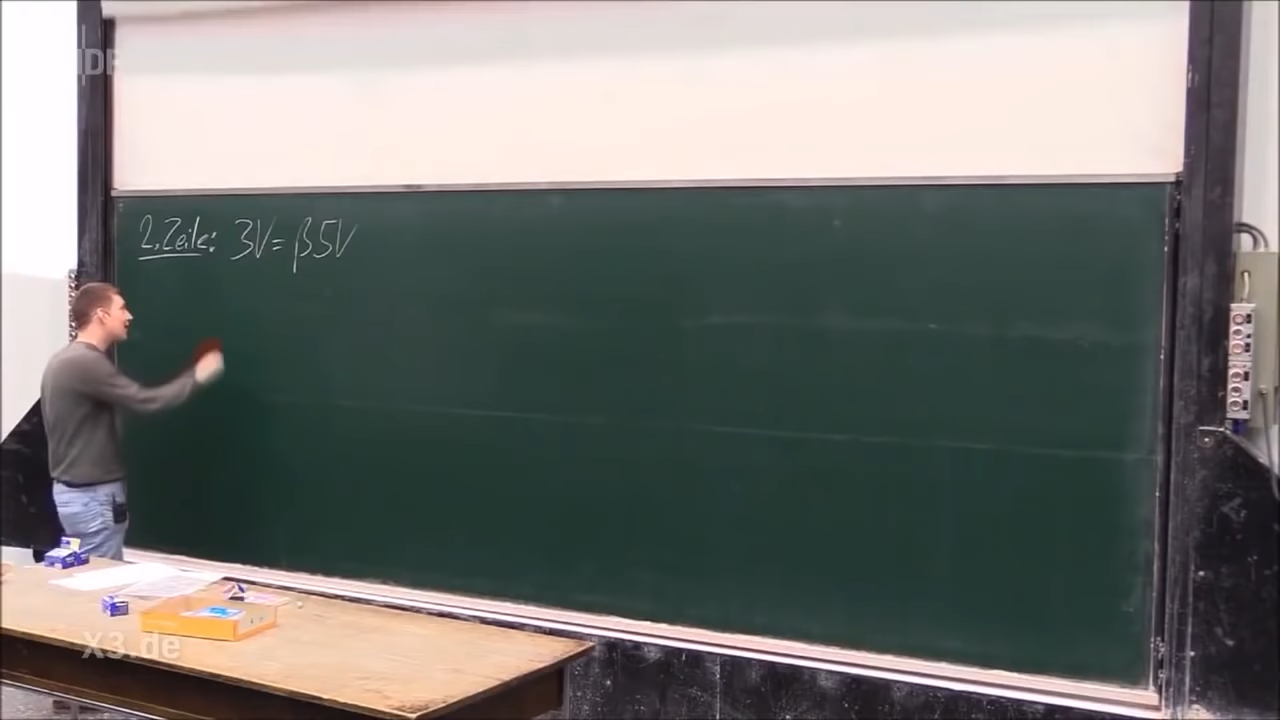 2. Zeile: 3V = β5V
X3.de